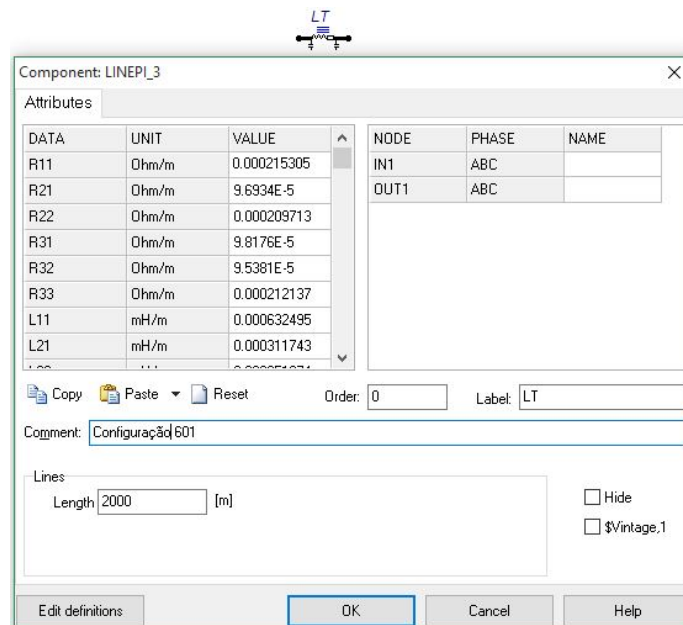 LT
Component: LINEPI_3
Attributes
DATA UNIT VALUE
R11 Ohm/m 0.000215305
R21 Ohm/m 9.6934E-5
R22 Ohm/m 0.000209713
R31 Ohm/m 9.8176E-5
R32 Ohm/m 9.5381E-5
R33 Ohm/m 0.000212137
L11 mH/m 0.000632495
L21 mH/m 0.000311743
NODE PHASE NAME
IN1 ABC
OUT1 ABC
Copy Paste Reset Order: 0 Label: LT
Comment: Configuração 601
Lines
Length 2000 [m]
Hide
$Vintage,1
Edit definitions OK Cancel Help